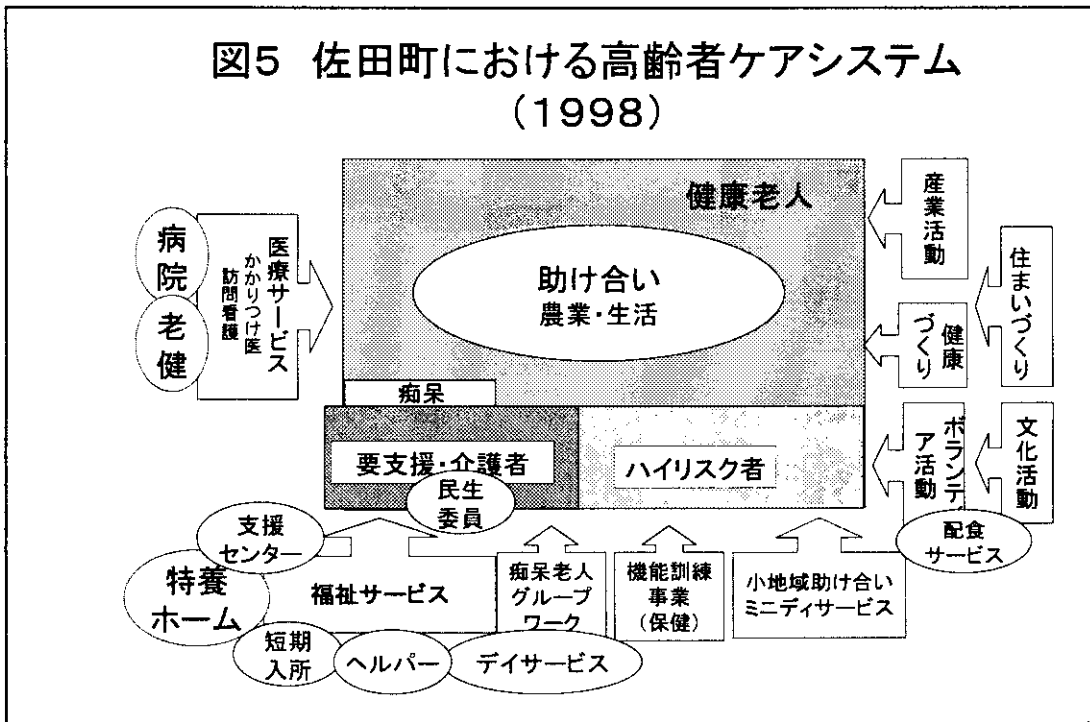 図5 佐田町における高齢者ケアシステム
(1998)
健康老人
助け合い
農業・生活
痴呆
要支援・介護者
ハイリスク者
民生
委員
病院
老健
医療サービス
かかりつけ医
訪問看護
産業活動
健康
づくり
住まいづくり
ボランティ
ア活動
文化活動
配食
サービス
支援
センター
特養
ホーム
福祉サービス
短期
入所
ヘルパー
デイサービス
痴呆老人
グループ
ワーク
機能訓練
事業
(保健)
小地域助け合い
ミニディサービス